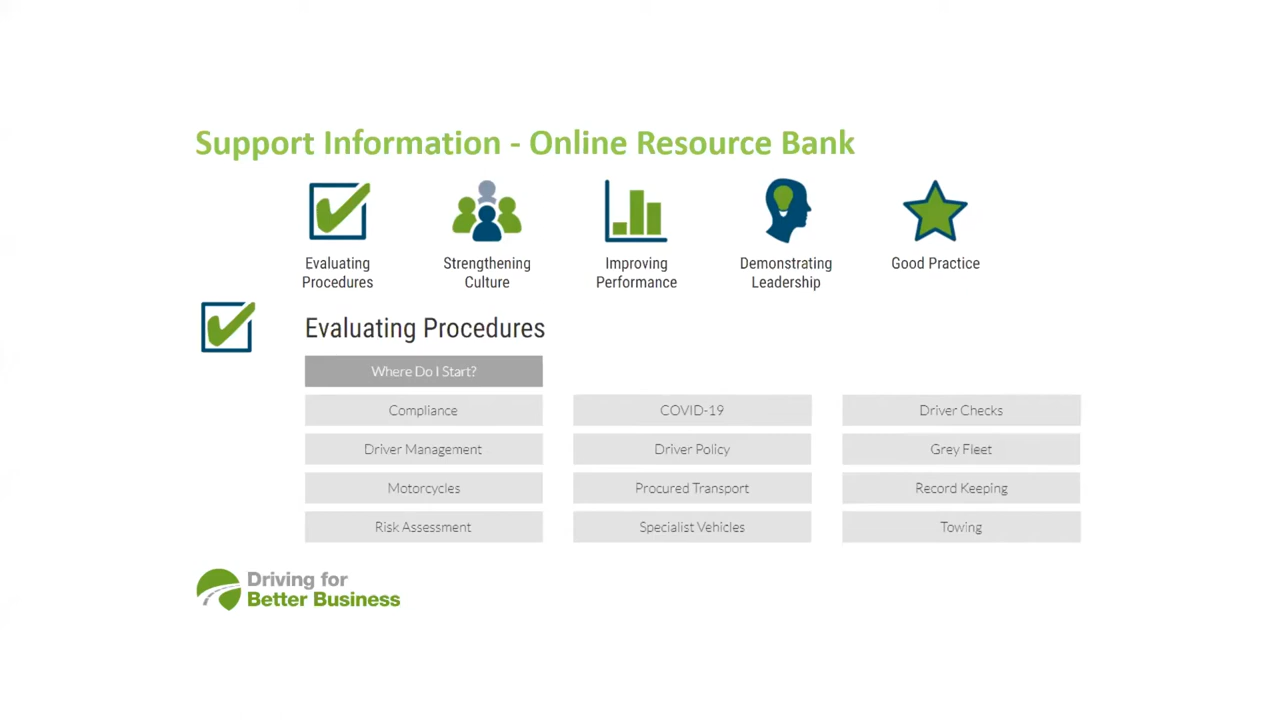 Support Information - Online Resource Bank
Evaluating
Procedures
Strengthening
Culture
Improving
Performance
Demonstrating
Leadership
Good Practice
Evaluating Procedures
Where Do I Start?
Compliance
COVID-19
Driver Checks
Driver Management
Driver Policy
Grey Fleet
Motorcycles
Procured Transport
Record Keeping
Risk Assessment
Specialist Vehicles
Towing
Driving for
Better Business